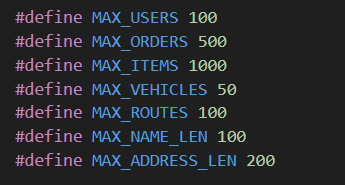 #define MAX_USERS 100
#define MAX_ORDERS 500
#define MAX_ITEMS 1000
#define MAX_VEHICLES 50
#define MAX_ROUTES 100
#define MAX_NAME_LEN 100
#define MAX_ADDRESS_LEN 200